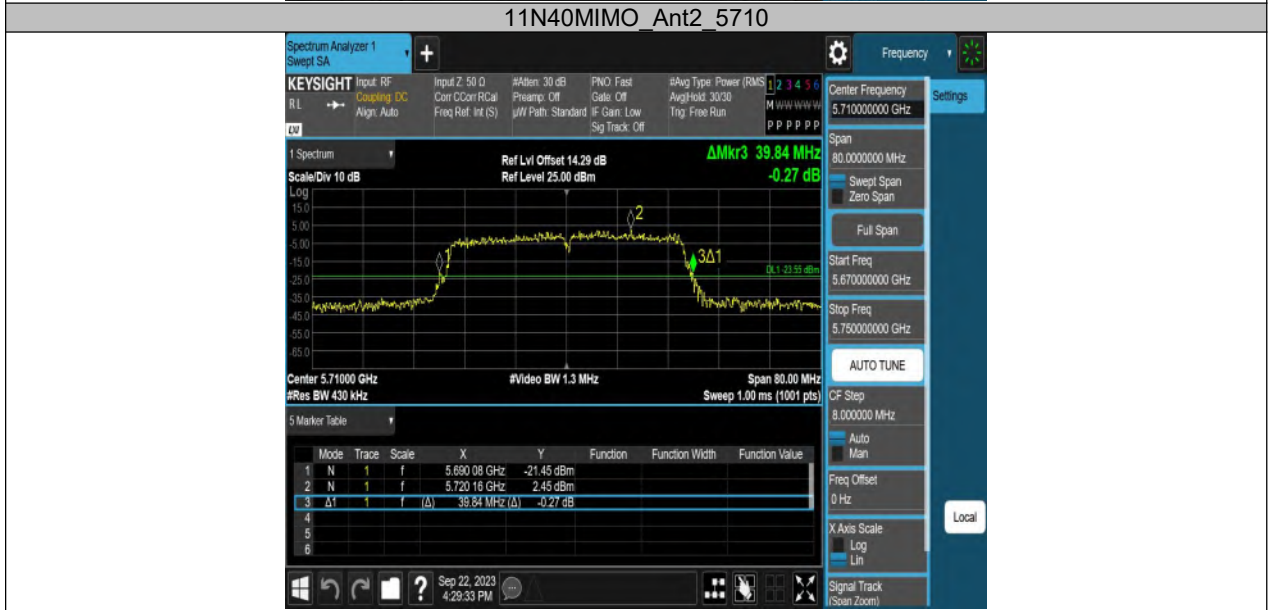 11N40MIMO_Ant2_5710
Spectrum Analyzer 1
Swept SA
+
Frequency
KEYSIGHT Input: RF Input Z: 50 Ω #Atten: 30 dB PNO: Fast #Avg Type: Power (RMS 1 2 3 4 5 6
RL Coupling: DC Corr CCorr RCal Preamp: Off Gate: Off Avg|Hold: 30/30 M W W W W W
Align: Auto Freq Ref: Int (S) µW Path: Standard IF Gain: Low Trig: Free Run
Sig Track: Off P P P P P P
Center Frequency
5.710000000 GHz
Settings
Span
80.0000000 MHz
Swept Span
Zero Span
Full Span
Start Freq
5.670000000 GHz
Stop Freq
5.750000000 GHz
AUTO TUNE
CF Step
8.000000 MHz
Auto
Man
Freq Offset
0 Hz
X Axis Scale
Log
Lin
Signal Track
(Span Zoom)
Local
1 Spectrum
Ref Lvl Offset 14.29 dB
ΔMkr3 39.84 MHz
Scale/Div 10 dB
Ref Level 25.00 dBm
-0.27 dB
Log
15.0
5.00
-5.00
-15.0
-25.0
-35.0
-45.0
-55.0
-65.0
2
1
3Δ1
DL1 -23.55 dBm
Center 5.71000 GHz #Video BW 1.3 MHz Span 80.00 MHz
#Res BW 430 kHz Sweep 1.00 ms (1001 pts)
5 Marker Table
Mode Trace Scale X Y Function Function Width Function Value
1 N 1 f 5.690 08 GHz -21.45 dBm
2 N 1 f 5.720 16 GHz 2.45 dBm
3 Δ1 1 f (Δ) 39.84 MHz (Δ) -0.27 dB
4
5
6
?
Sep 22, 2023
4:29:33 PM